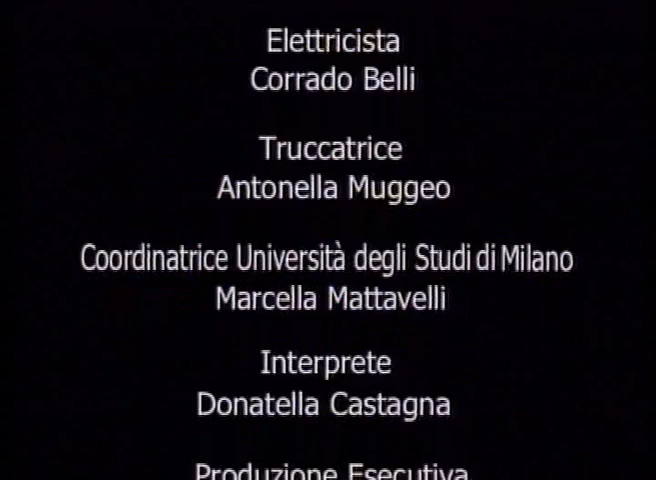 Elettricista
Corrado Belli
Truccatrice
Antonella Muggeo
Coordinatrice Università degli Studi di Milano
Marcella Mattavelli
Interprete
Donatella Castagna
Produzione Esecutiva